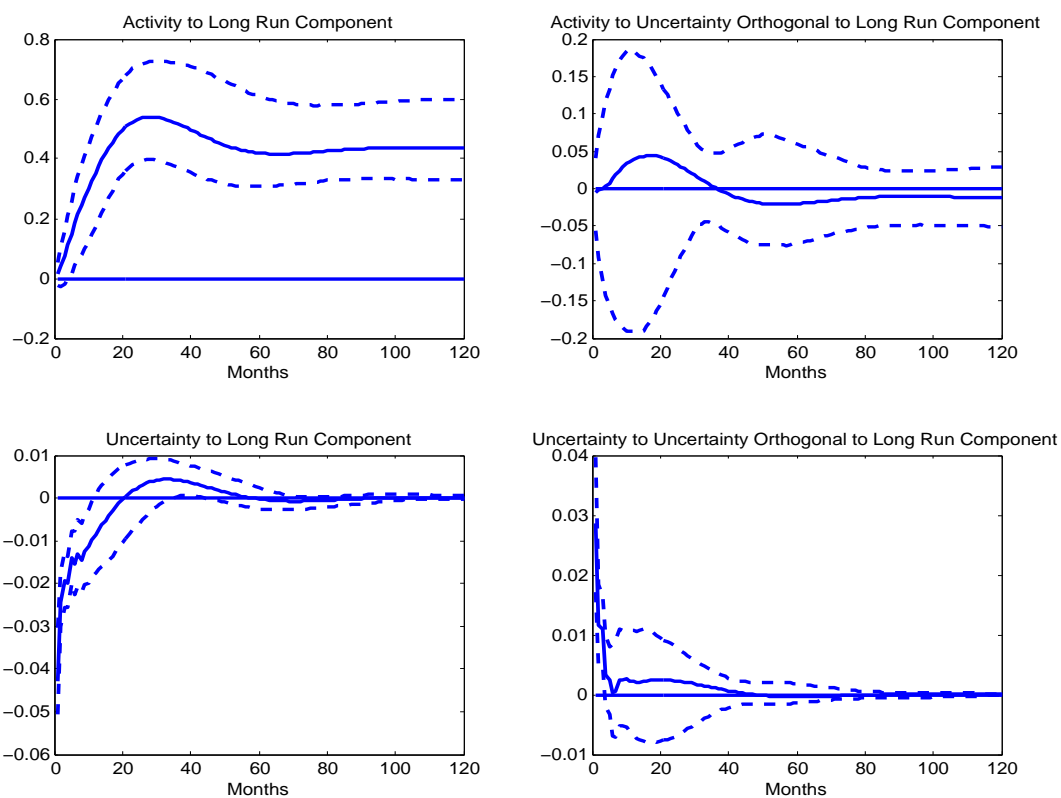 Activity to Long Run Component
0.8
0.6
0.4
0.2
0
−0.2
0 20 40 60 80 100 120
Months
Activity to Uncertainty Orthogonal to Long Run Component
0.2
0.15
0.1
0.05
0
−0.05
−0.1
−0.15
−0.2
0 20 40 60 80 100 120
Months
Uncertainty to Long Run Component
0.01
0
−0.01
−0.02
−0.03
−0.04
−0.05
−0.06
0 20 40 60 80 100 120
Months
Uncertainty to Uncertainty Orthogonal to Long Run Component
0.04
0.03
0.02
0.01
0
−0.01
0 20 40 60 80 100 120
Months